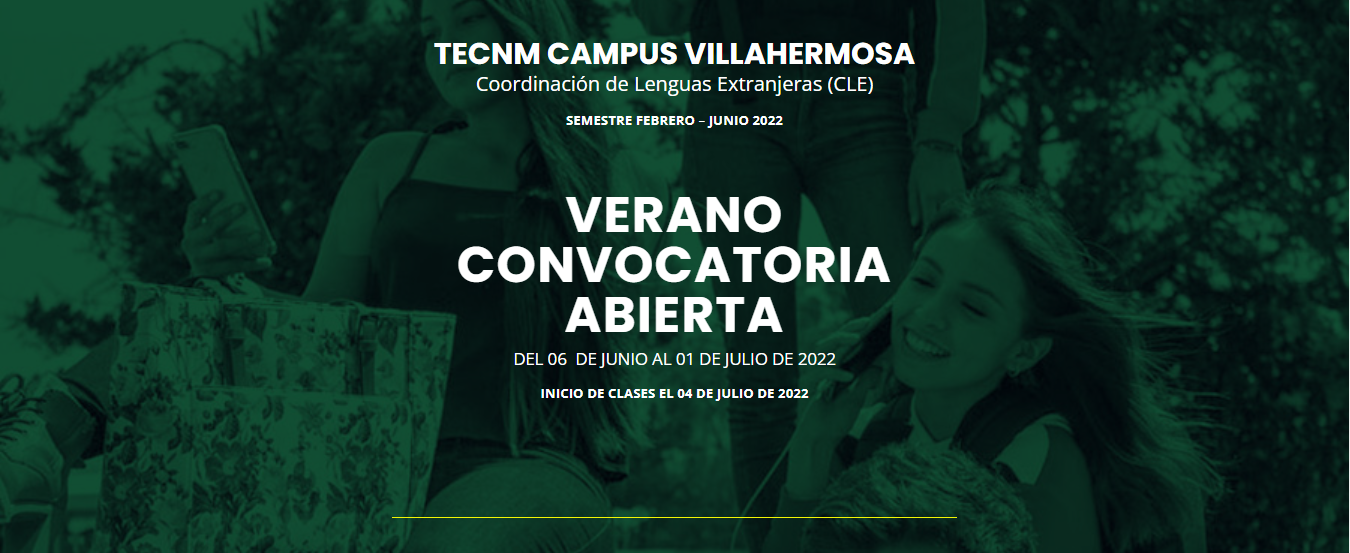 TECNM CAMPUS VILLAHERMOSA
Coordinación de Lenguas Extranjeras (CLE)
SEMESTRE FEBRERO – JUNIO 2022
VERANO
CONVOCATORIA
ABIERTA
DEL 06 DE JUNIO AL 01 DE JULIO DE 2022
INICIO DE CLASES EL 04 DE JULIO DE 2022